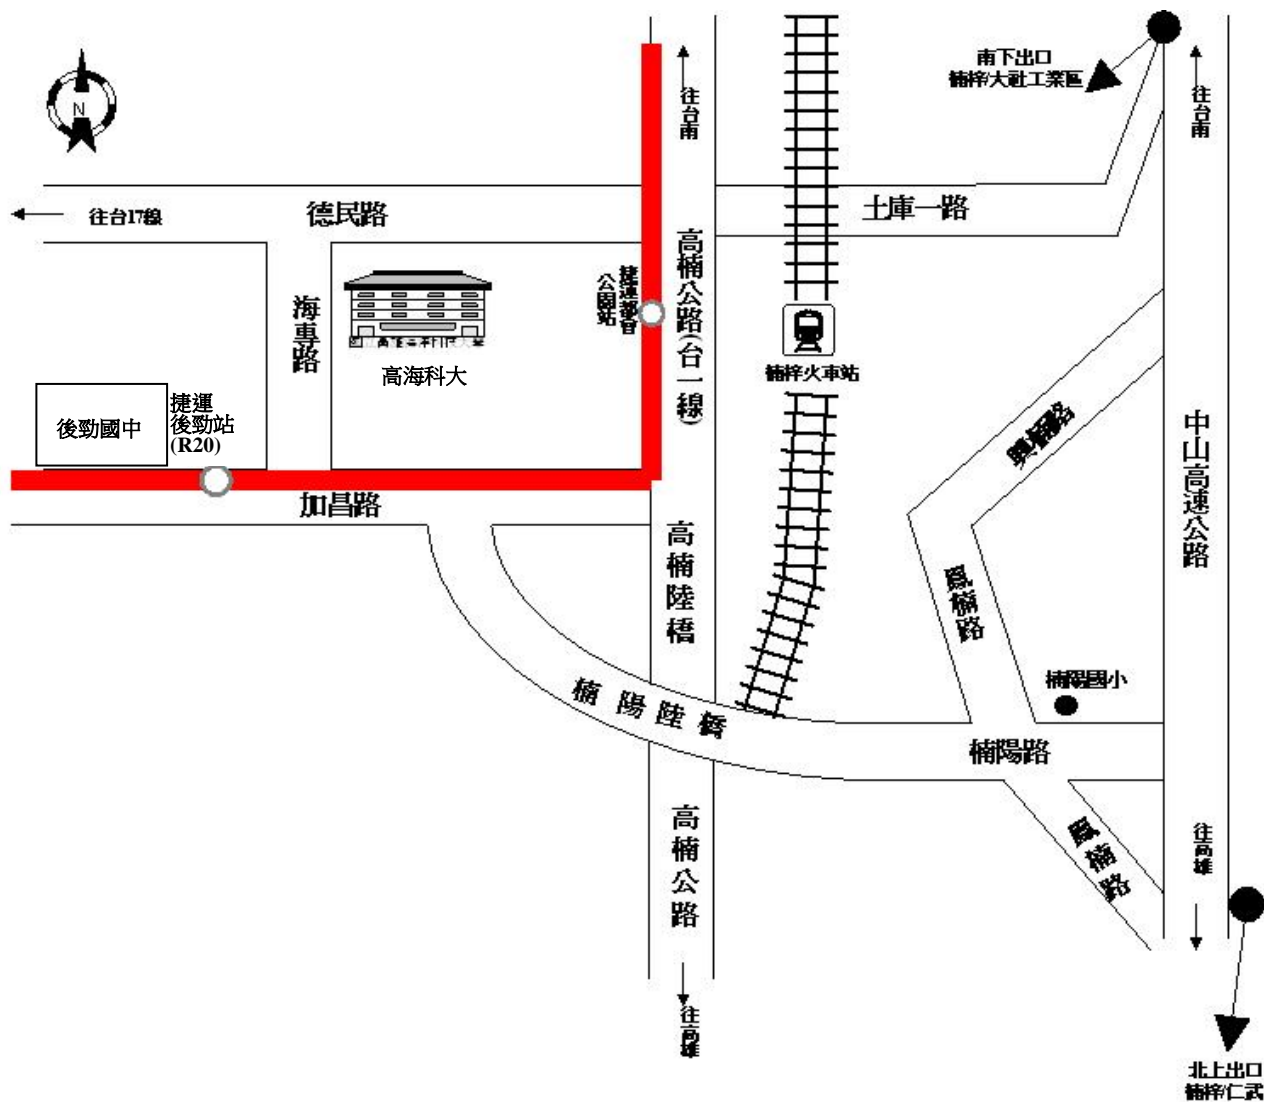 南下出口
楠梓/大社工業區
往台南
往台南
N
往台17線
德民路
土庫一路
高楠公路(台一線)
捷運都會
公園站
海專路
高海科大
楠梓火車站
後勁國中
捷運
後勁站
(R20)
加昌路
興楠路
中山高速公路
高楠陸橋
鳳楠路
楠陽國小
楠陽陸橋
楠陽路
高楠公路
鳳楠路
往高雄
往高雄
北上出口
楠梓/仁武